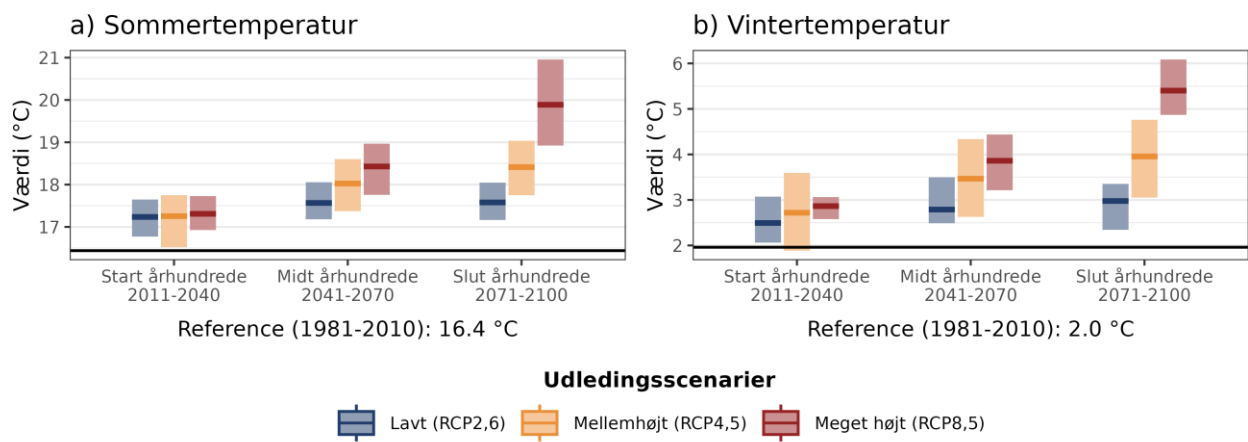 a) Sommertemperatur
Værdi (°C)
21
20
19
18
17
Start århundrede
2011-2040
Midt århundrede
2041-2070
Slut århundrede
2071-2100
Reference (1981-2010): 16.4 °C
b) Vintertemperatur
Værdi (°C)
6
5
4
3
2
Start århundrede
2011-2040
Midt århundrede
2041-2070
Slut århundrede
2071-2100
Reference (1981-2010): 2.0 °C
Udledingsscenarier
Lavt (RCP2,6)
Mellemhøjt (RCP4,5)
Meget højt (RCP8,5)